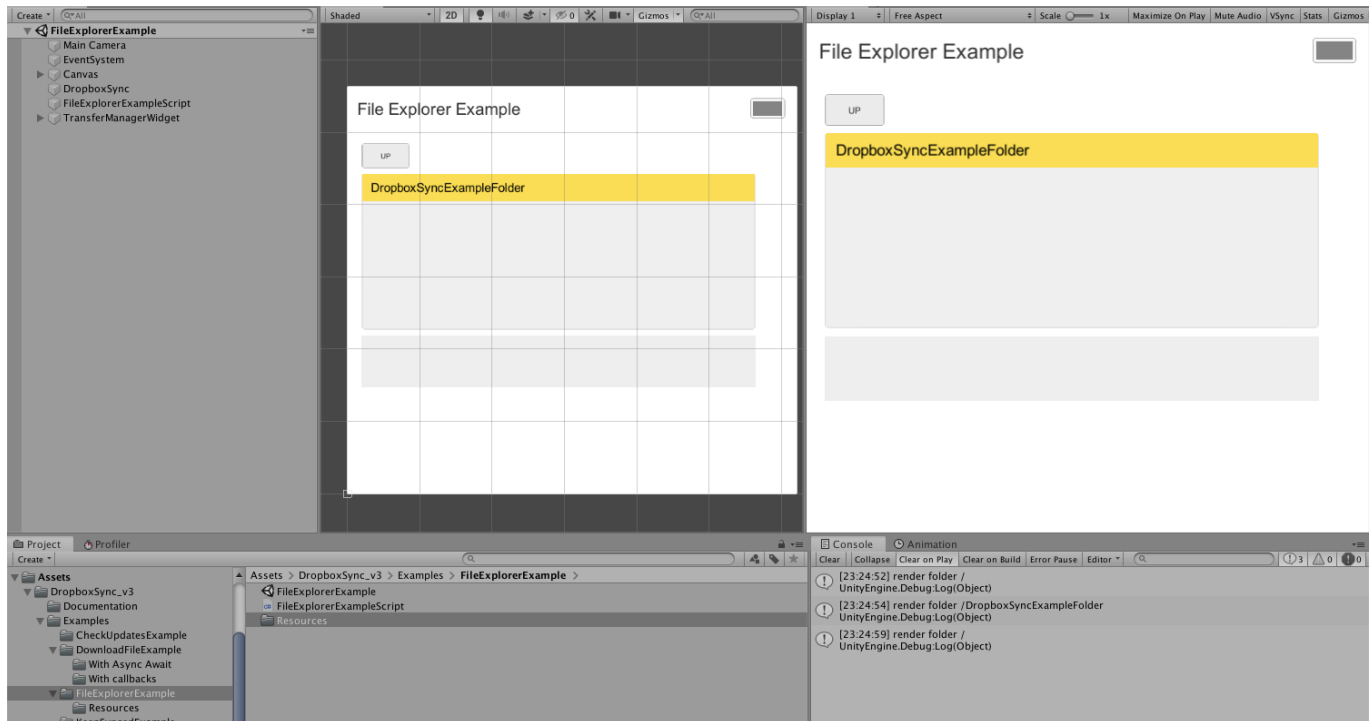 Create
All
FileExplorerExample
Main Camera
EventSystem
Canvas
DropboxSync
FileExplorerExampleScript
TransferManagerWidget
Shaded 2D 0 Gizmos All
File Explorer Example
UP
DropboxSyncExampleFolder
Display 1 Free Aspect Scale 1x Maximize On Play Mute Audio VSync Stats Gizmos
File Explorer Example
UP
DropboxSyncExampleFolder
Project Profiler
Create
Assets
DropboxSync_v3
Documentation
Examples
CheckUpdatesExample
DownloadFileExample
With Async Await
With callbacks
FileExplorerExample
Resources
KeepSyncedExample
Assets > DropboxSync_v3 > Examples > FileExplorerExample >
FileExplorerExample
FileExplorerExampleScript
Resources
Console Animation
Clear Collapse Clear on Play Clear on Build Error Pause Editor 3 0 0
[23:24:52] render folder /
UnityEngine.Debug:Log(Object)
[23:24:54] render folder /DropboxSyncExampleFolder
UnityEngine.Debug:Log(Object)
[23:24:59] render folder /
UnityEngine.Debug:Log(Object)